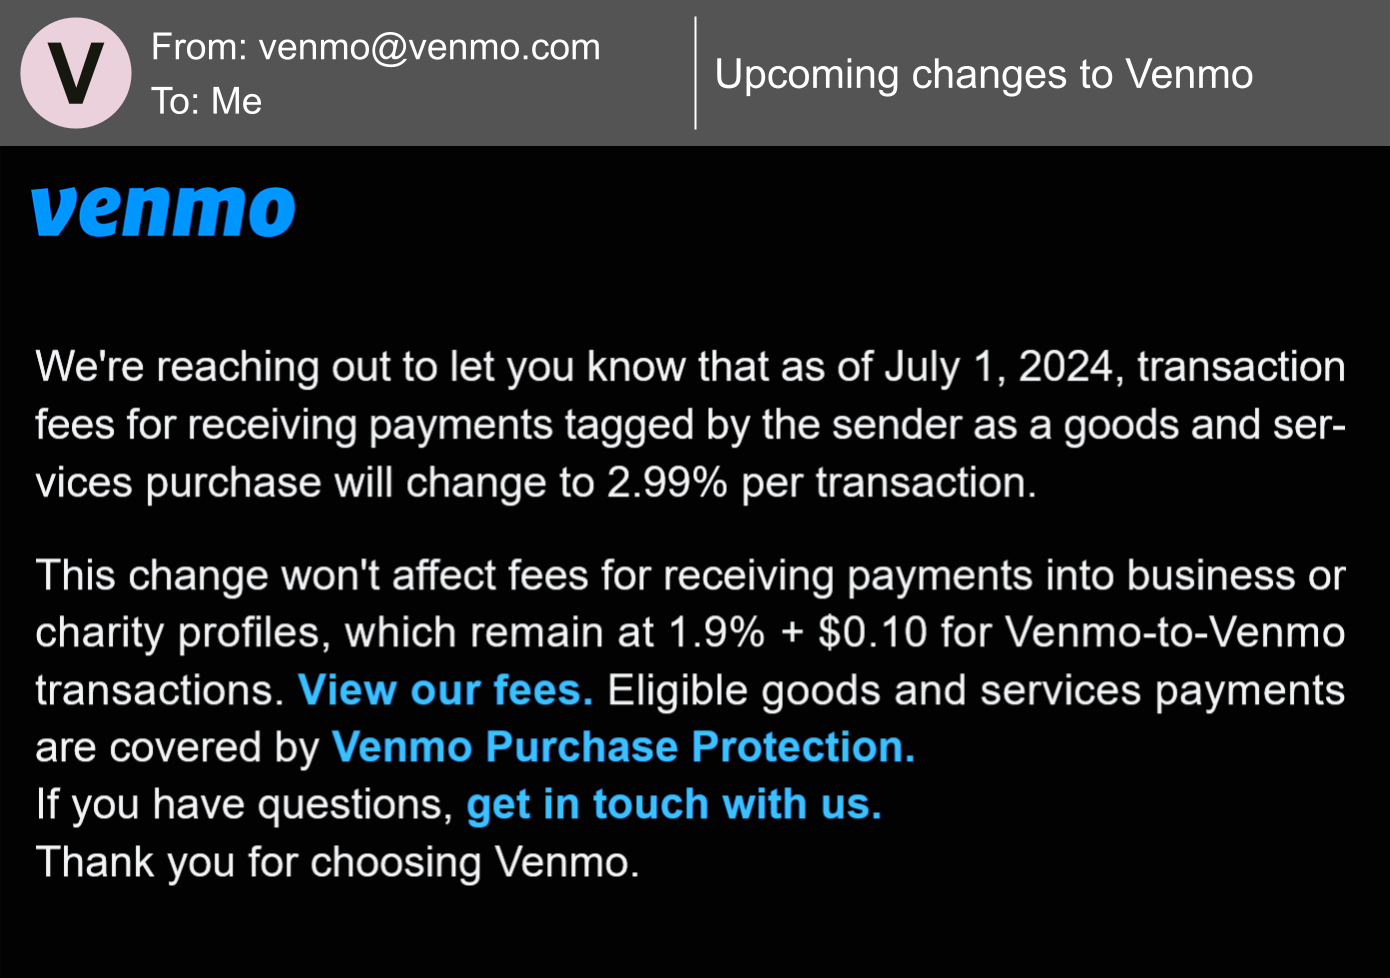 V
From: venmo@venmo.com
To: Me
Upcoming changes to Venmo
venmo
We're reaching out to let you know that as of July 1, 2024, transaction
fees for receiving payments tagged by the sender as a goods and ser-
vices purchase will change to 2.99% per transaction.
This change won't affect fees for receiving payments into business or
charity profiles, which remain at 1.9% + $0.10 for Venmo-to-Venmo
transactions. View our fees. Eligible goods and services payments
are covered by Venmo Purchase Protection.
If you have questions, get in touch with us.
Thank you for choosing Venmo.